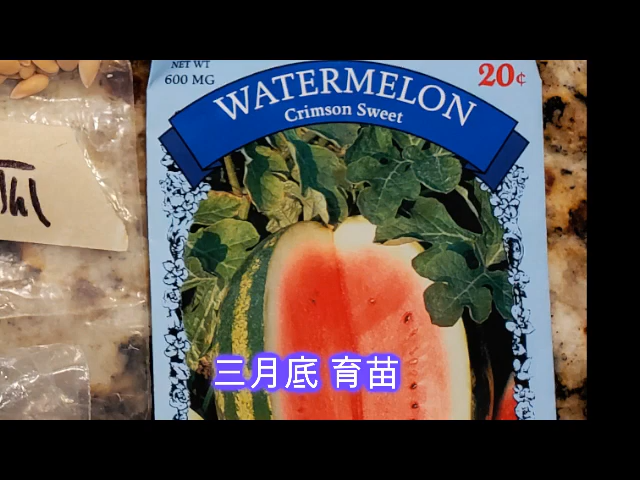 NET WT
600 MG
20¢
WATERMELON
Crimson Sweet
三月底 育苗